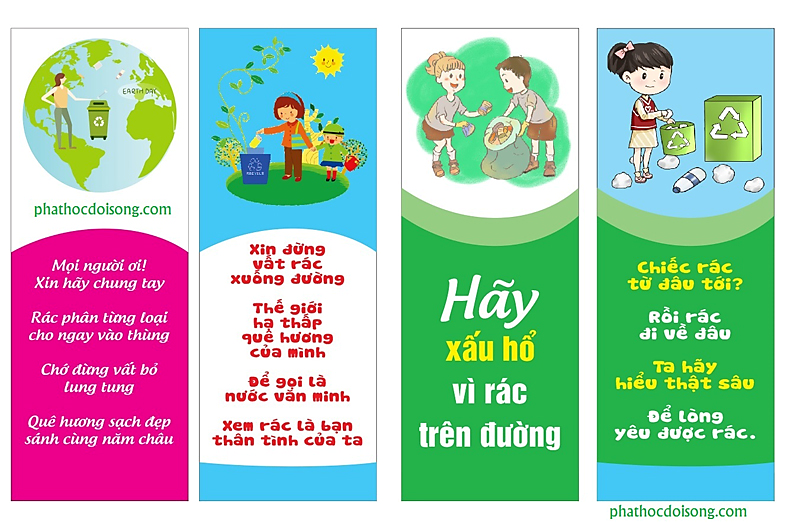 EARTH DAY
phathocdoisong.com
Mọi người ơi!
Xin hãy chung tay
Rác phân từng loại
cho ngay vào thùng
Chớ đừng vất bỏ
lung tung
Quê hương sạch đẹp
sánh cùng năm châu
RECYCLE
Xin đừng
vất rác
xuống đường
Thế giới
hạ thấp
quê hương
của mình
Để gọi là
nước văn minh
Xem rác là bạn
thân tình của ta
Hãy
xấu hổ
vì rác
trên đường
Chiếc rác
từ đâu tới?
Rồi rác
đi về đâu
Ta hãy
hiểu thật sâu
Để lòng
yêu được rác.
phathocdoisong.com